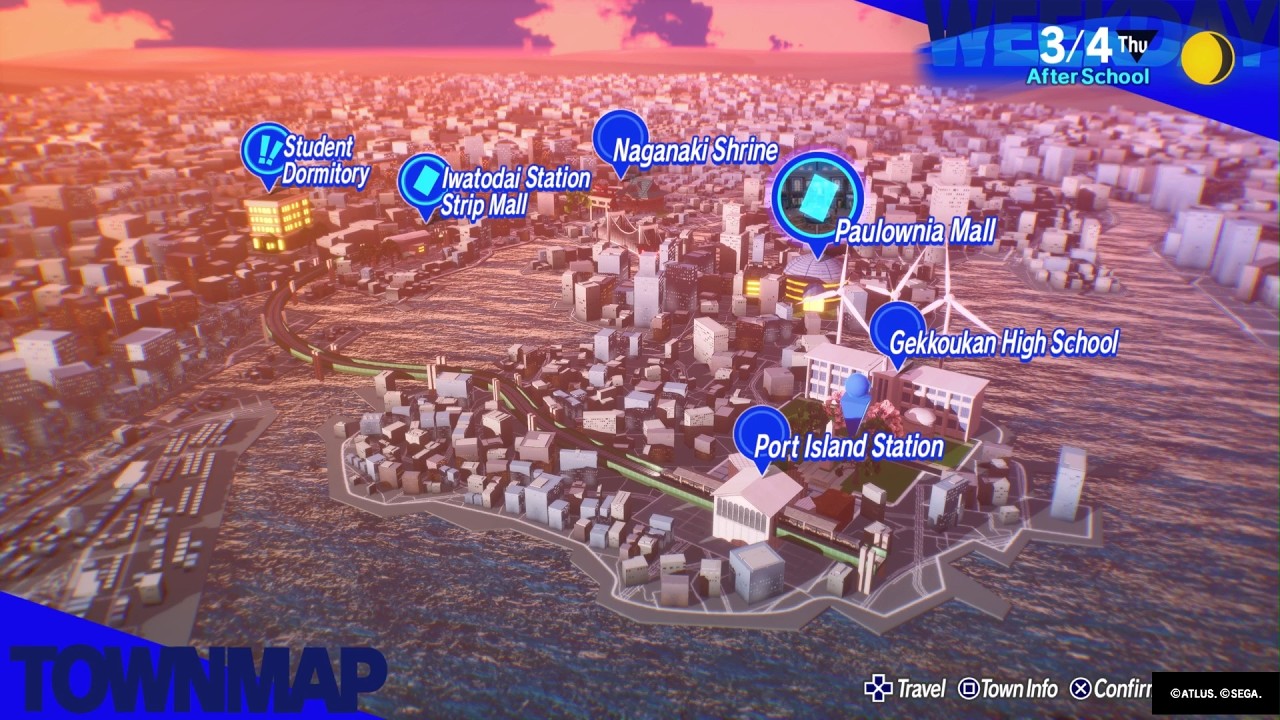 WEEKDAY
3/4 Thu
After School
Student
Dormitory
Iwatodai Station
Strip Mall
Naganaki Shrine
Paulownia Mall
Gekkoukan High School
Port Island Station
TOWNMAP
Travel
Town Info
Confirm
©ATLUS. ©SEGA.